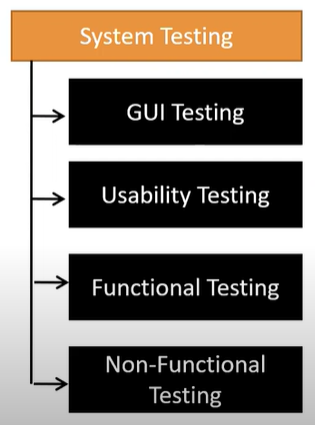 System Testing
GUI Testing
Usability Testing
Functional Testing
Non-Functional
Testing